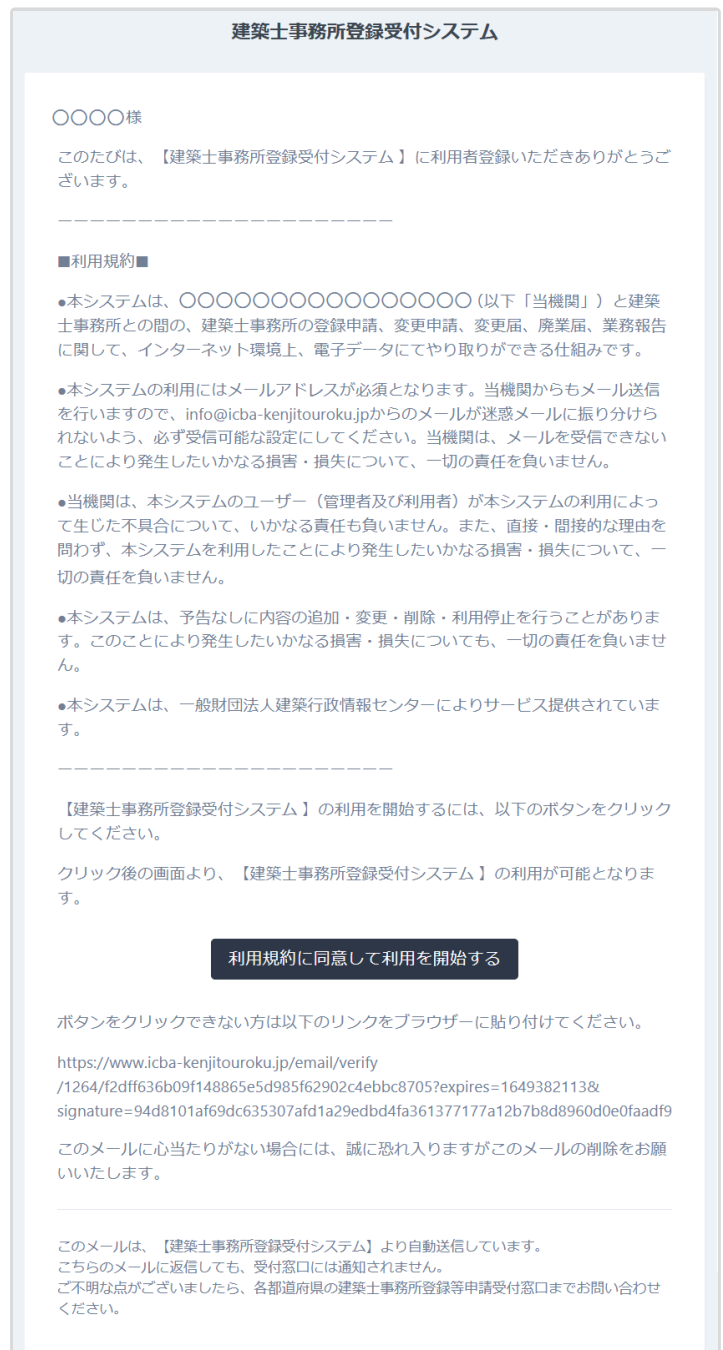 建築士事務所登録受付システム
〇〇〇〇様
このたびは、【建築士事務所登録受付システム 】に利用者登録いただきありがとうご
ざいます。
ーーーーーーーーーーーーーーーーーーーーー
■利用規約■
●本システムは、〇〇〇〇〇〇〇〇〇〇〇〇〇〇〇〇（以下「当機関」）と建築
士事務所との間の、建築士事務所の登録申請、変更申請、変更届、廃業届、業務報告
に関して、インターネット環境上、電子データにてやり取りができる仕組みです。
●本システムの利用にはメールアドレスが必須となります。当機関からもメール送信
を行いますので、info@icba-kenjitouroku.jpからのメールが迷惑メールに振り分けら
れないよう、必ず受信可能な設定にしてください。当機関は、メールを受信できない
ことにより発生したいかなる損害・損失について、一切の責任を負いません。
●当機関は、本システムのユーザー（管理者及び利用者）が本システムの利用によっ
て生じた不具合について、いかなる責任も負いません。また、直接・間接的な理由を
問わず、本システムを利用したことにより発生したいかなる損害・損失について、一
切の責任を負いません。
●本システムは、予告なしに内容の追加・変更・削除・利用停止を行うことがありま
す。このことにより発生したいかなる損害・損失についても、一切の責任を負いませ
ん。
●本システムは、一般財団法人建築行政情報センターによりサービス提供されていま
す。
ーーーーーーーーーーーーーーーーーーーーー
【建築士事務所登録受付システム 】の利用を開始するには、以下のボタンをクリック
してください。
クリック後の画面より、【建築士事務所登録受付システム 】の利用が可能となりま
す。
利用規約に同意して利用を開始する
ボタンをクリックできない方は以下のリンクをブラウザーに貼り付けてください。
https://www.icba-kenjitouroku.jp/email/verify
/1264/f2dff636b09f148865e5d985f62902c4ebbc8705?expires=1649382113&
signature=94d8101af69dc635307afd1a29edbd4fa361377177a12b7b8d8960d0e0faadf9
このメールに心当たりがない場合には、誠に恐れ入りますがこのメールの削除をお願
いいたします。
このメールは、【建築士事務所登録受付システム】より自動送信しています。
こちらのメールに返信しても、受付窓口には通知されません。
ご不明な点がございましたら、各都道府県の建築士事務所登録等申請受付窓口までお問い合わせ
ください。